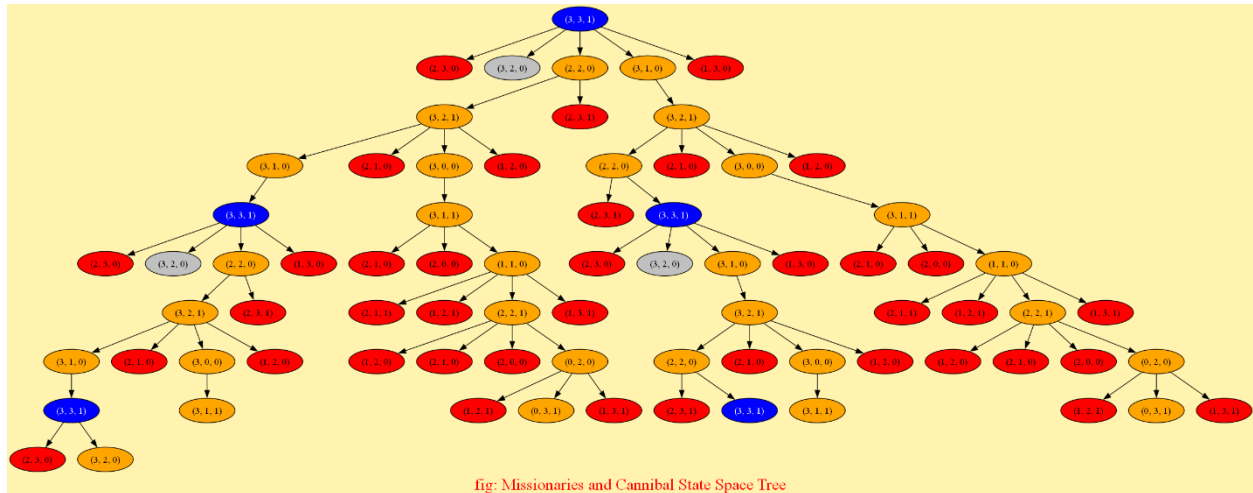 (3, 3, 1)
(2, 3, 0) (3, 2, 0) (2, 2, 0) (3, 1, 0) (1, 3, 0)
(3, 2, 1) (2, 3, 1) (3, 2, 1)
(3, 1, 0) (2, 1, 0) (3, 0, 0) (1, 2, 0) (2, 2, 0) (2, 1, 0) (3, 0, 0) (1, 2, 0)
(3, 3, 1) (3, 1, 1) (2, 3, 1) (3, 3, 1) (3, 1, 1)
(2, 3, 0) (3, 2, 0) (2, 2, 0) (1, 3, 0) (2, 1, 0) (2, 0, 0) (1, 1, 0) (2, 3, 0) (3, 2, 0) (3, 1, 0) (1, 3, 0) (2, 1, 0) (2, 0, 0) (1, 1, 0)
(3, 2, 1) (2, 3, 1) (2, 1, 1) (1, 2, 1) (2, 2, 1) (1, 3, 1) (3, 2, 1) (2, 1, 1) (1, 2, 1) (2, 2, 1) (1, 3, 1)
(3, 1, 0) (2, 1, 0) (3, 0, 0) (1, 2, 0) (1, 2, 0) (2, 1, 0) (2, 0, 0) (0, 2, 0) (2, 2, 0) (2, 1, 0) (3, 0, 0) (1, 2, 0) (1, 2, 0) (2, 1, 0) (2, 0, 0) (0, 2, 0)
(3, 3, 1) (3, 1, 1) (1, 2, 1) (0, 3, 1) (1, 3, 1) (2, 3, 1) (3, 3, 1) (3, 1, 1) (1, 2, 1) (0, 3, 1) (1, 3, 1)
(2, 3, 0) (3, 2, 0)
fig: Missionaries and Cannibal State Space Tree